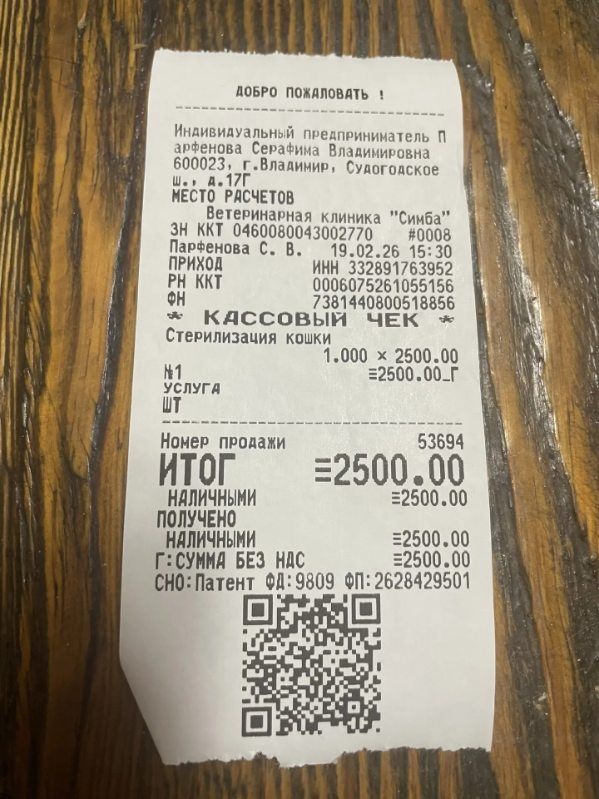 ДОБРО ПОЖАЛОВАТЬ !
Индивидуальный предприниматель П
арфенова Серафима Владимировна
600023, г.Владимир, Судогодское
ш., д.17Г
МЕСТО РАСЧЕТОВ
Ветеринарная клиника "Симба"
ЗН ККТ 0460080043002770 #0008
Парфенова С. В. 19.02.26 15:30
ПРИХОД ИНН 332891763952
РН ККТ 0006075261055156
ФН 7381440800518856
* КАССОВЫЙ ЧЕК *
Стерилизация кошки
1.000 × 2500.00
№1 ≡2500.00_Г
УСЛУГА
ШТ
Номер продажи 53694
ИТОГ ≡2500.00
НАЛИЧНЫМИ ≡2500.00
ПОЛУЧЕНО
НАЛИЧНЫМИ ≡2500.00
Г:СУММА БЕЗ НДС ≡2500.00
СНО:Патент ФД:9809 ФП:2628429501